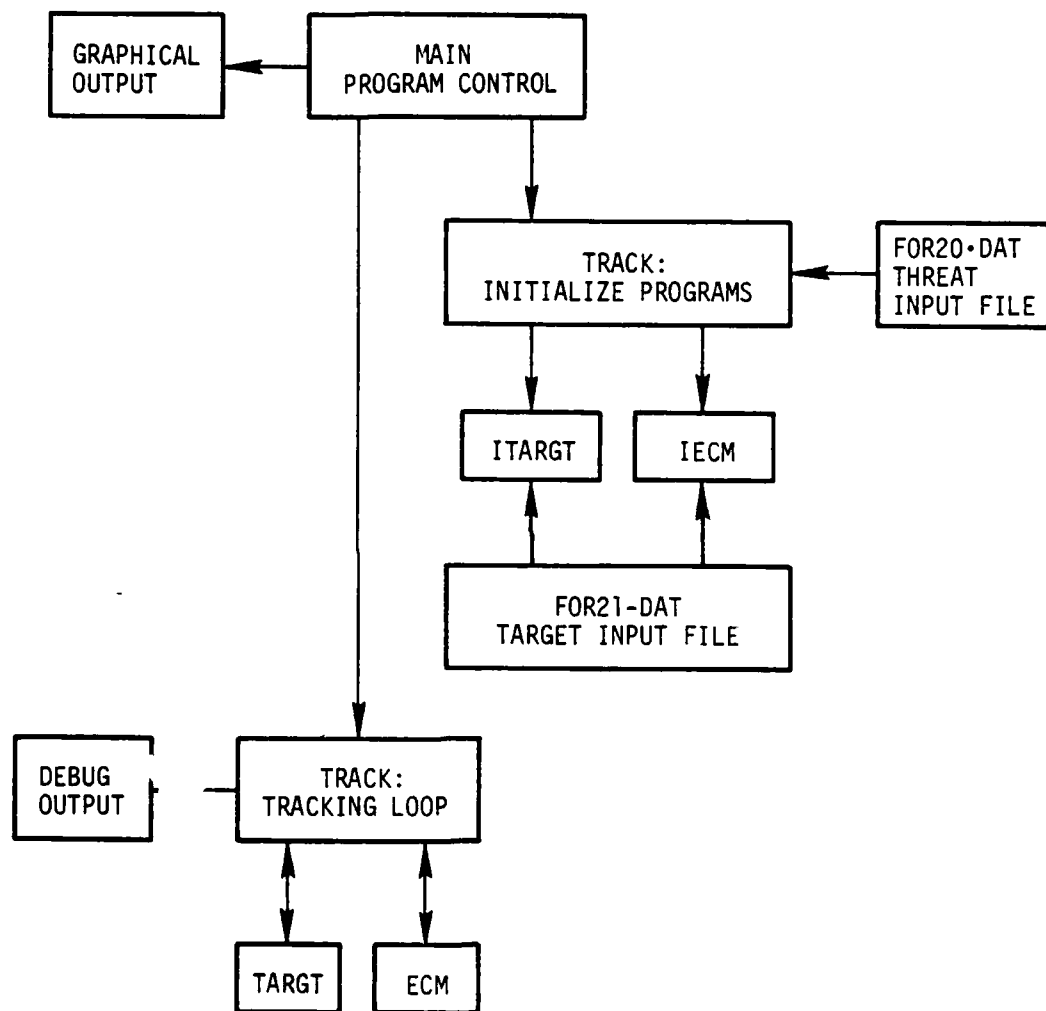 GRAPHICAL
OUTPUT
MAIN
PROGRAM CONTROL
TRACK:
INITIALIZE PROGRAMS
FOR20·DAT
THREAT
INPUT FILE
ITARGT
IECM
FOR21-DAT
TARGET INPUT FILE
DEBUG
OUTPUT
TRACK:
TRACKING LOOP
TARGT
ECM